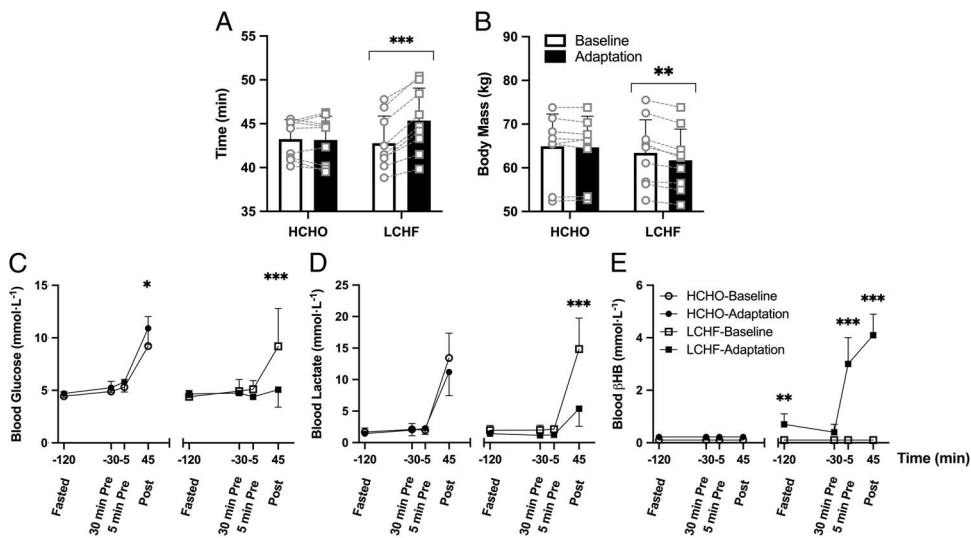 A
Time (min)
50
45
40
35
***
HCHO
LCHF
B
Body Mass (kg)
90
80
70
60
50
Baseline
Adaptation
**
HCHO
LCHF
C
Blood Glucose (mmol·L-1)
15
10
5
0
*
***
-120
-30
-5
45
-120
-30
-5
45
Fasted
30 min Pre
5 min Pre
Post
Fasted
30 min Pre
5 min Pre
Post
D
Blood Lactate (mmol·L-1)
25
20
15
10
5
0
***
-120
-30
-5
45
-120
-30
-5
45
Fasted
30 min Pre
5 min Pre
Post
Fasted
30 min Pre
5 min Pre
Post
E
Blood βHB (mmol·L-1)
6
4
2
0
HCHO-Baseline
HCHO-Adaptation
LCHF-Baseline
LCHF-Adaptation
**
***
***
-120
-30
-5
45
-120
-30
-5
45
Time (min)
Fasted
30 min Pre
5 min Pre
Post
Fasted
30 min Pre
5 min Pre
Post